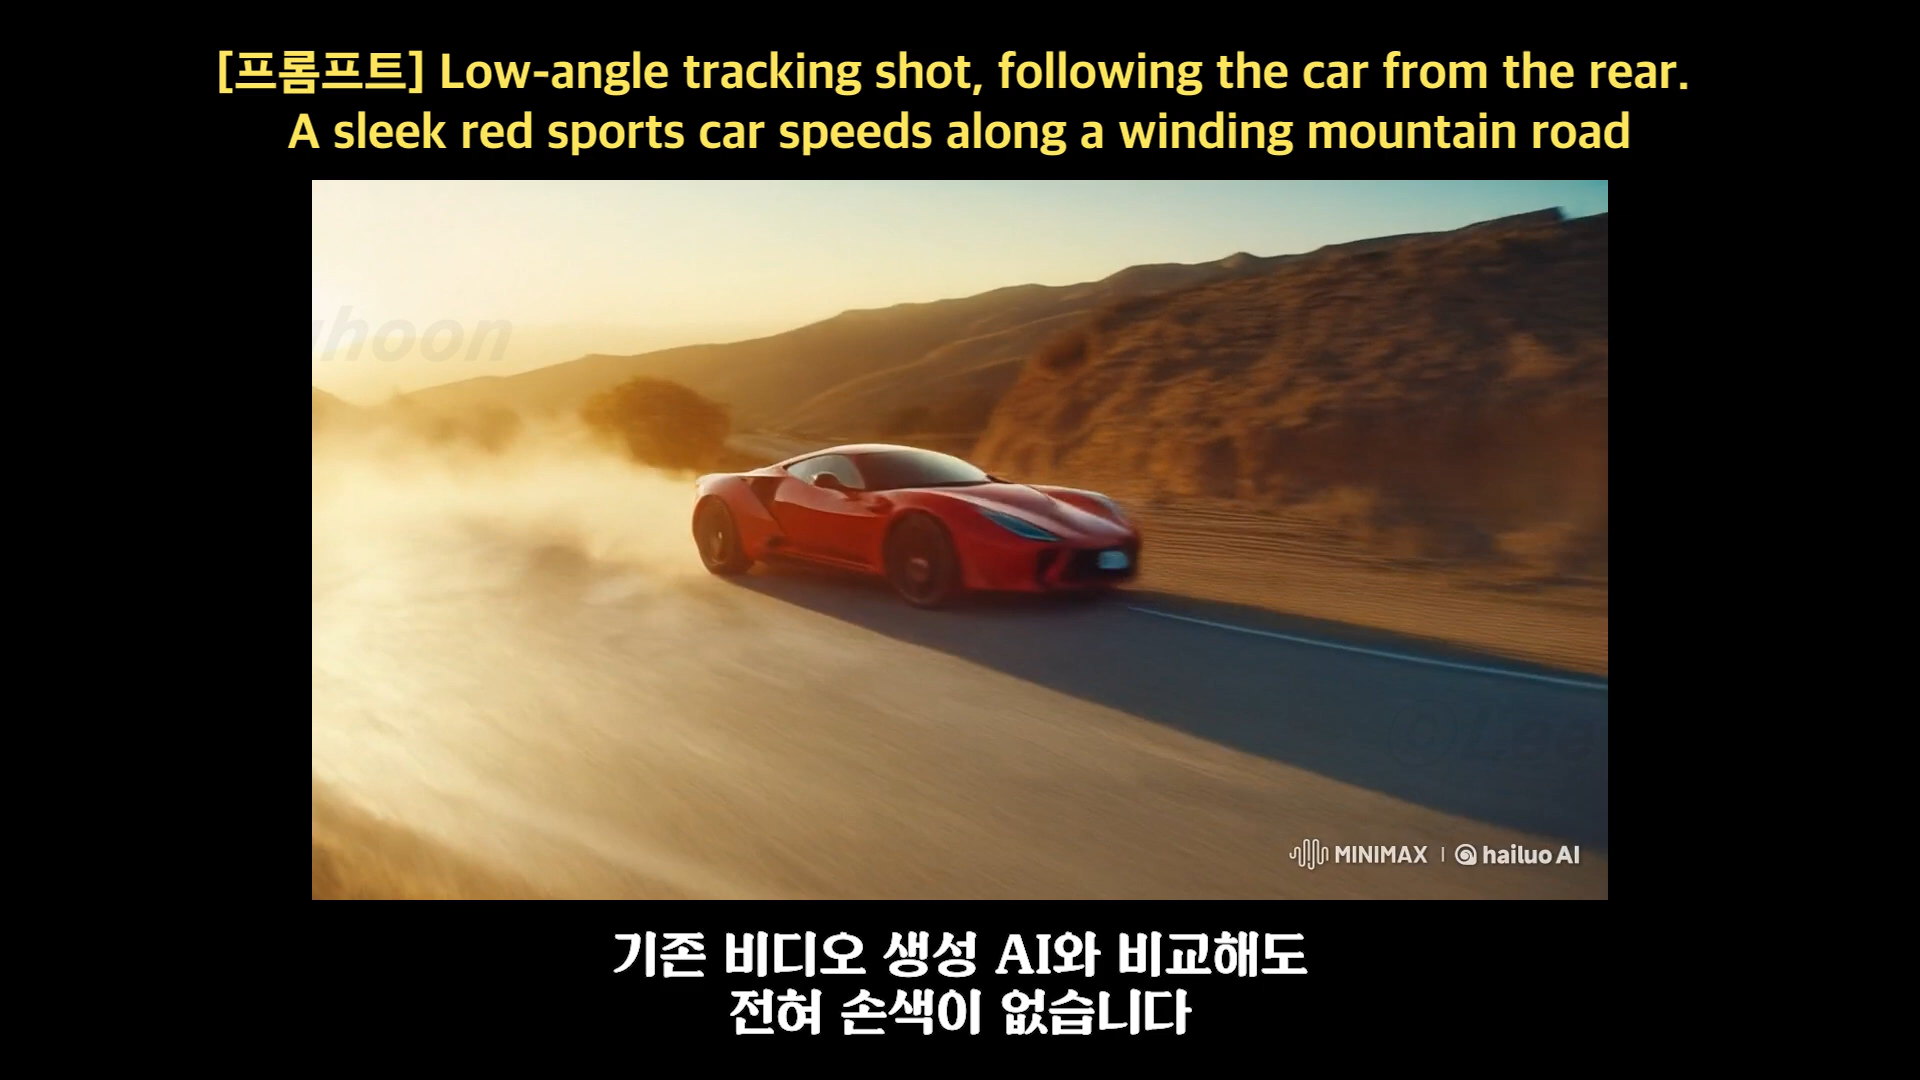 [프롬프트] Low-angle tracking shot, following the car from the rear.
A sleek red sports car speeds along a winding mountain road
hoon
MINIMAX | hailuo AI
기존 비디오 생성 AI와 비교해도
전혀 손색이 없습니다